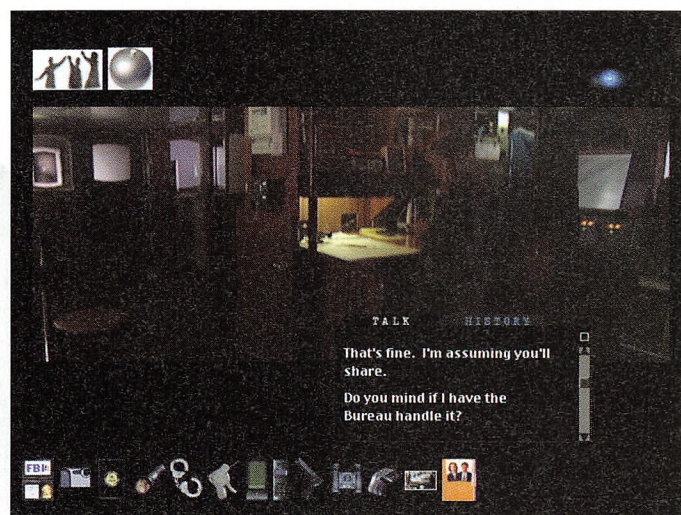 TALK HISTORY
That's fine. I'm assuming you'll
share.
Do you mind if I have the
Bureau handle it?
FBI